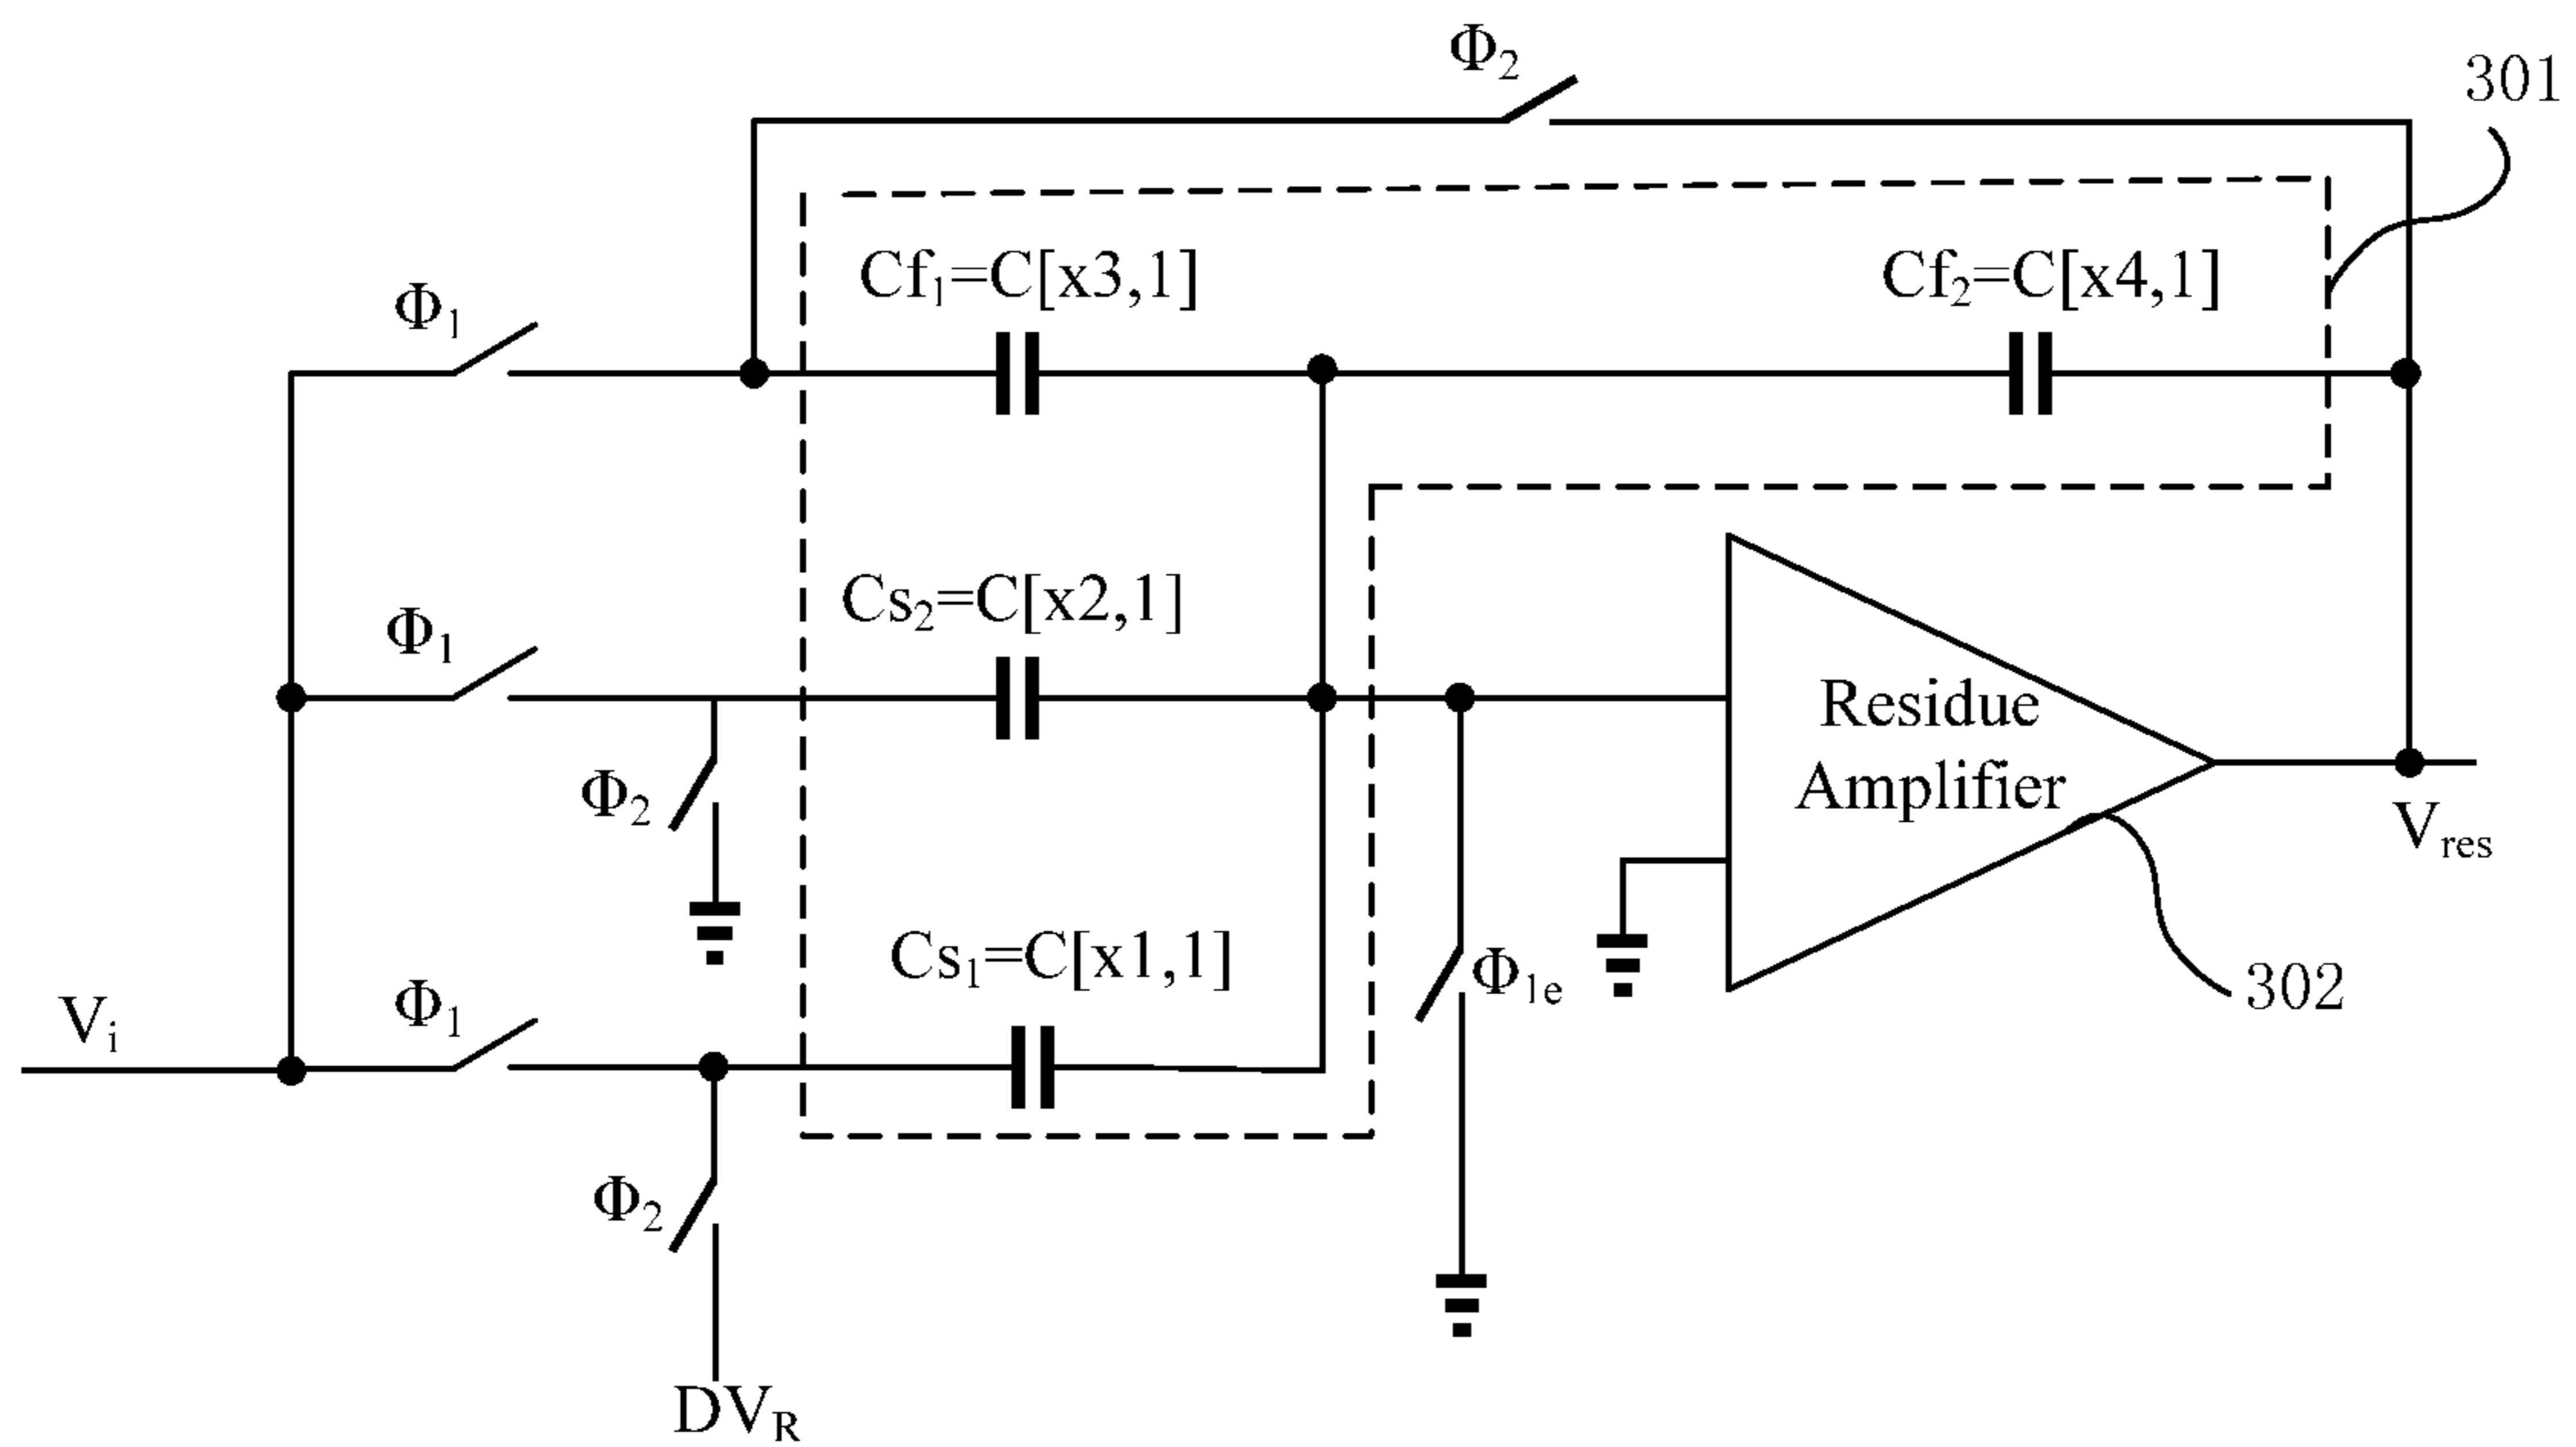 Φ2
301
Cf1=C[x3,1]
Cf2=C[x4,1]
Φ1
Cs2=C[x2,1]
Φ1
Residue
Amplifier
Φ2
Vres
Cs1=C[x1,1]
Φ1e
302
Vi
Φ1
Φ2
DVR